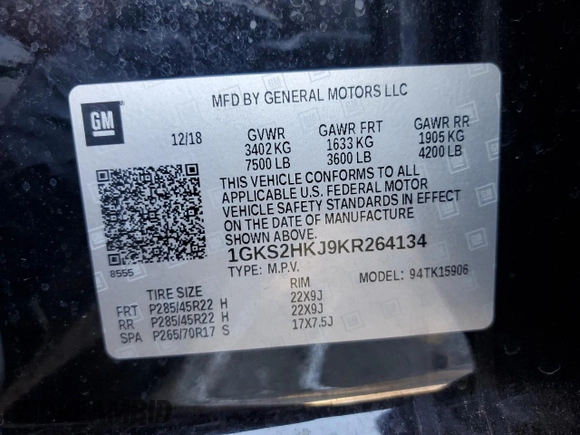 MFD BY GENERAL MOTORS LLC
GM
12/18
GVWR GAWR FRT GAWR RR
3402 KG 1633 KG 1905 KG
7500 LB 3600 LB 4200 LB
THIS VEHICLE CONFORMS TO ALL
APPLICABLE U.S. FEDERAL MOTOR
VEHICLE SAFETY STANDARDS IN EFFECT
ON THE DATE OF MANUFACTURE
SHOWN ABOVE.
8555
1GKS2HKJ9KR264134
TYPE: M.P.V. MODEL: 94TK15906
TIRE SIZE RIM
FRT P285/45R22 H 22X9J
RR P285/45R22 H 22X9J
SPA P265/70R17 S 17X7.5J